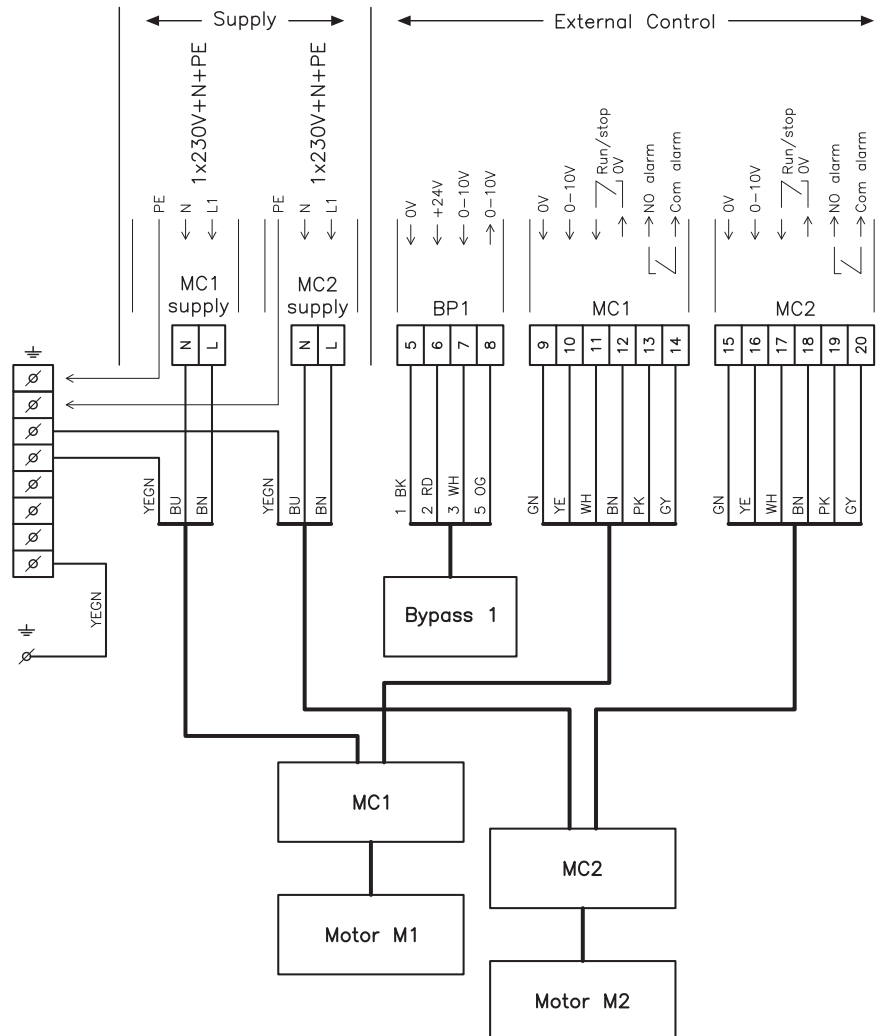 Supply
External Control
1x230V+N+PE
1x230V+N+PE
PE
N
L1
PE
N
L1
0V
+24V
0-10V
0-10V
0V
0-10V
Run/stop
0V
NO alarm
Com alarm
0V
0-10V
Run/stop
0V
NO alarm
Com alarm
MC1
supply
MC2
supply
BP1
MC1
MC2
N
L
N
L
5
6
7
8
9
10
11
12
13
14
15
16
17
18
19
20
YEGN
BU
BN
YEGN
BU
BN
1 BK
2 RD
3 WH
5 OG
GN
YE
WH
BN
PK
GY
GN
YE
WH
BN
PK
GY
YEGN
Bypass 1
MC1
MC2
Motor M1
Motor M2